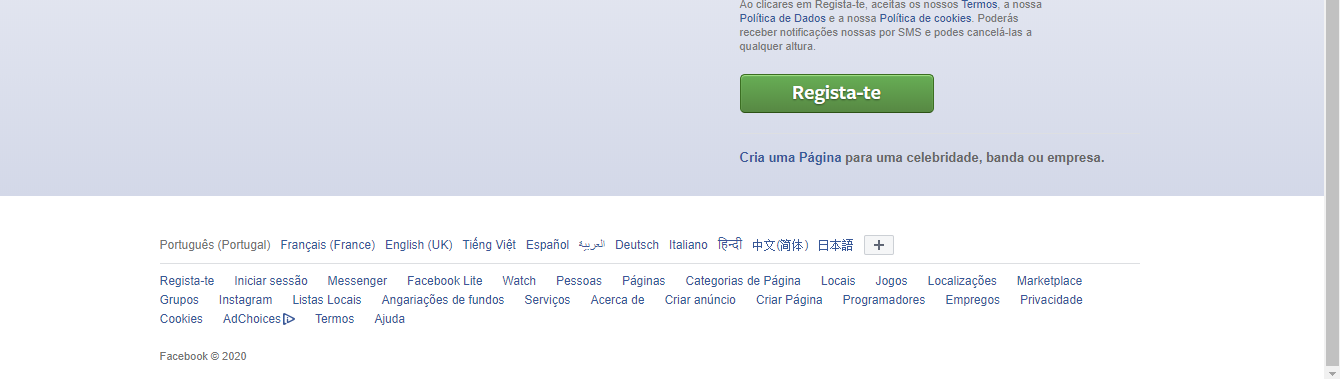 Ao clicares em Regista-te, aceitas os nossos Termos, a nossa
Política de Dados e a nossa Política de cookies. Poderás
receber notificações nossas por SMS e podes cancelá-las a
qualquer altura.
Regista-te
Cria uma Página para uma celebridade, banda ou empresa.
Português (Portugal) Français (France) English (UK) Tiếng Việt Español العربية Deutsch Italiano हिन्दी 中文(简体) 日本語 +
Regista-te Iniciar sessão Messenger Facebook Lite Watch Pessoas Páginas Categorias de Página Locais Jogos Localizações Marketplace
Grupos Instagram Listas Locais Angariações de fundos Serviços Acerca de Criar anúncio Criar Página Programadores Empregos Privacidade
Cookies AdChoices Termos Ajuda
Facebook © 2020